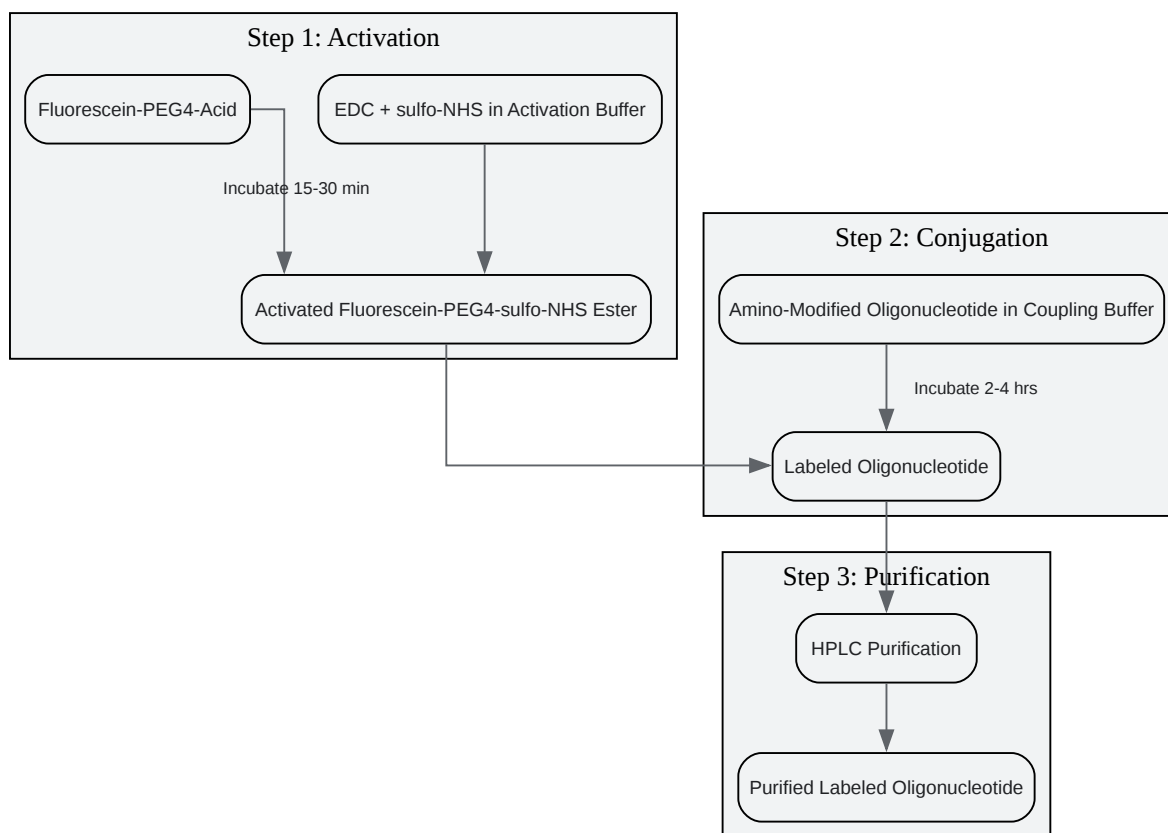 Step 1: Activation
Fluorescein-PEG4-Acid
EDC + sulfo-NHS in Activation Buffer
Incubate 15-30 min
Activated Fluorescein-PEG4-sulfo-NHS Ester
Step 2: Conjugation
Amino-Modified Oligonucleotide in Coupling Buffer
Incubate 2-4 hrs
Labeled Oligonucleotide
Step 3: Purification
HPLC Purification
Purified Labeled Oligonucleotide